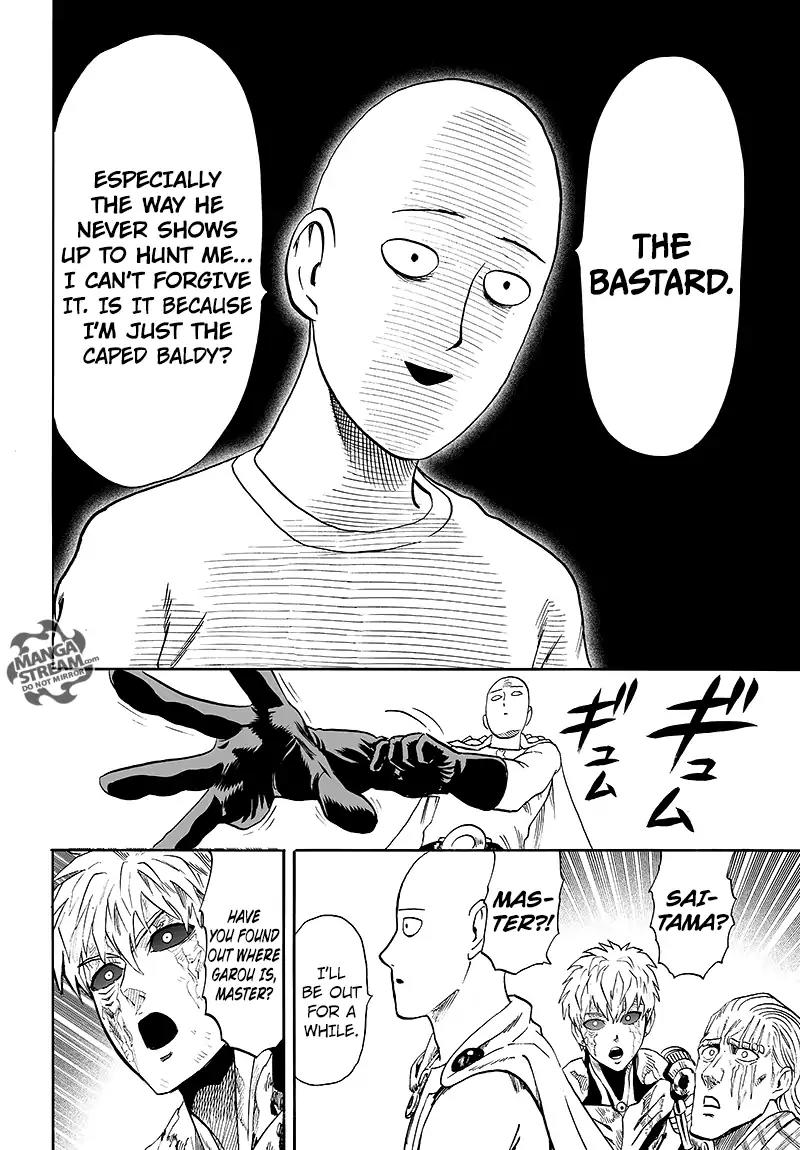 THE
BASTARD.
ESPECIALLY
THE WAY HE
NEVER SHOWS
UP TO HUNT ME...
I CAN'T FORGIVE
IT. IS IT BECAUSE
I'M JUST THE
CAPED BALDY?
MANGA
STREAM.com
DO NOT MIRROR
ギュム
ギュム
SAI-
TAMA?
MAS-
TER?!
I'LL
BE OUT
FOR A
WHILE.
HAVE
YOU FOUND
OUT WHERE
GAROU IS,
MASTER?